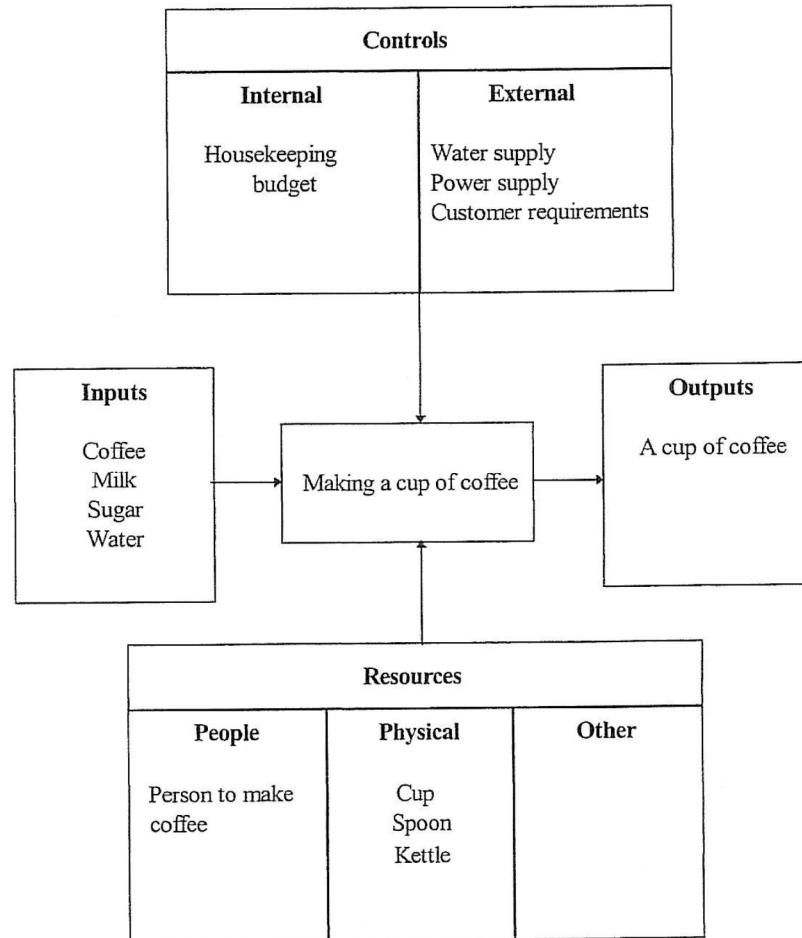 Controls
Internal
Housekeeping
budget
External
Water supply
Power supply
Customer requirements
Inputs
Coffee
Milk
Sugar
Water
Making a cup of coffee
Outputs
A cup of coffee
Resources
People
Person to make
coffee
Physical
Cup
Spoon
Kettle
Other